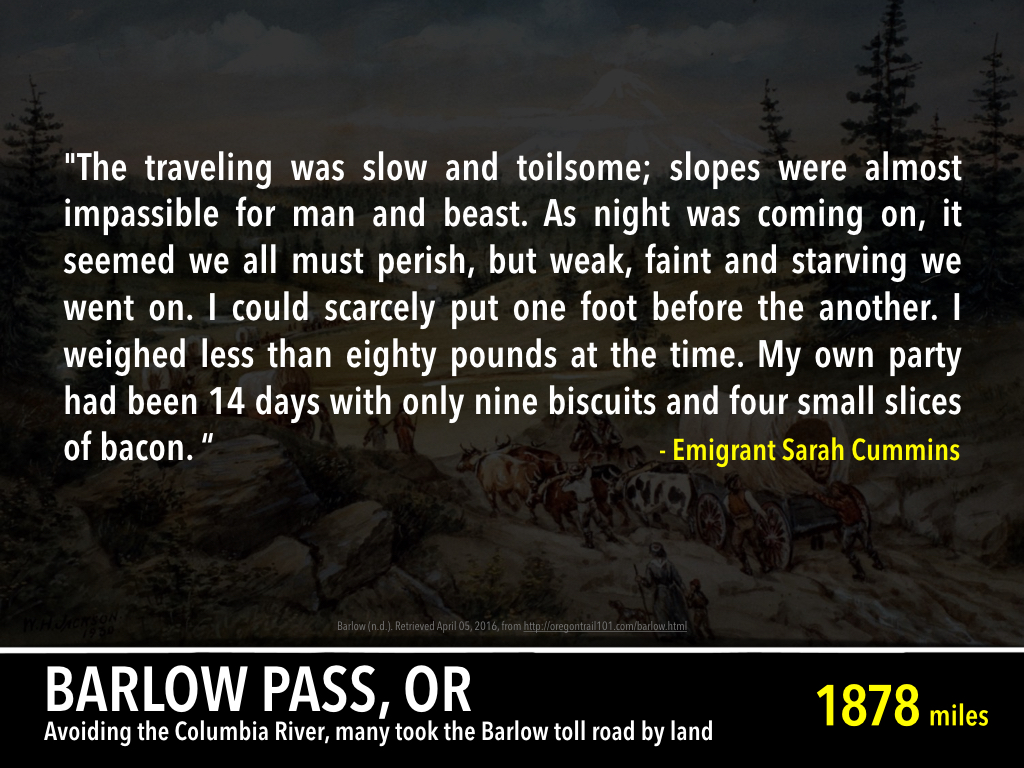 "The traveling was slow and toilsome; slopes were almost
impassible for man and beast. As night was coming on, it
seemed we all must perish, but weak, faint and starving we
went on. I could scarcely put one foot before the another. I
weighed less than eighty pounds at the time. My own party
had been 14 days with only nine biscuits and four small slices
of bacon. “
- Emigrant Sarah Cummins
W.H. JACKSON
1930
Barlow (n.d.). Retrieved April 05, 2016, from http://oregontrail101.com/barlow.html
BARLOW PASS, OR
Avoiding the Columbia River, many took the Barlow toll road by land
1878 miles